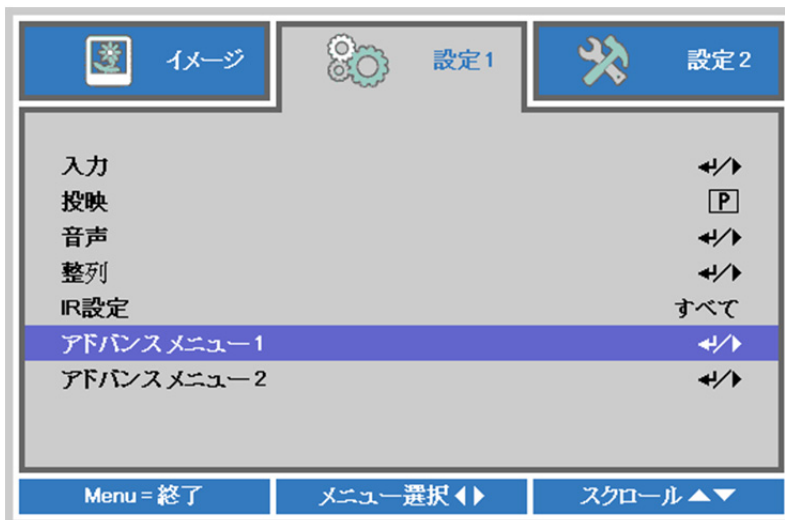 イメージ 設定1 設定2
入力
投映 P
音声
整列
IR設定 すべて
アドバンスメニュー1
アドバンスメニュー2
Menu=終了 メニュー選択 スクロール